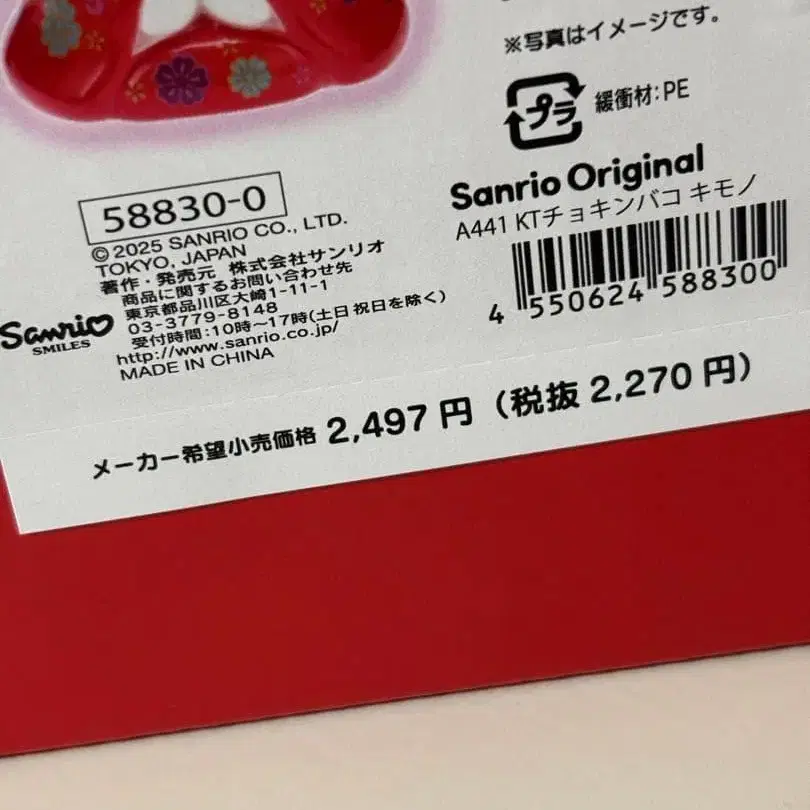 ※写真はイメージです。
プラ 緩衝材:PE
Sanrio Original
A441 KTチョキンバコ キモノ
4 550624 588300
58830-0
© 2025 SANRIO CO., LTD.
TOKYO, JAPAN
著作・発売元 株式会社サンリオ
商品に関するお問い合わせ先
東京都品川区大崎1-11-1
03-3779-8148
受付時間:10時〜17時(土日祝日を除く)
http://www.sanrio.co.jp/
MADE IN CHINA
Sanrio
SMILES
メーカー希望小売価格 2,497 円(税抜 2,270 円)